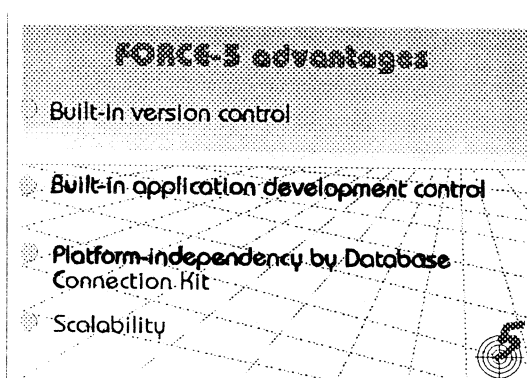 FORCE-5 advantages
Built-in version control
Built-in application development control
Platform-independency by Database
Connection Kit
Scalability
5